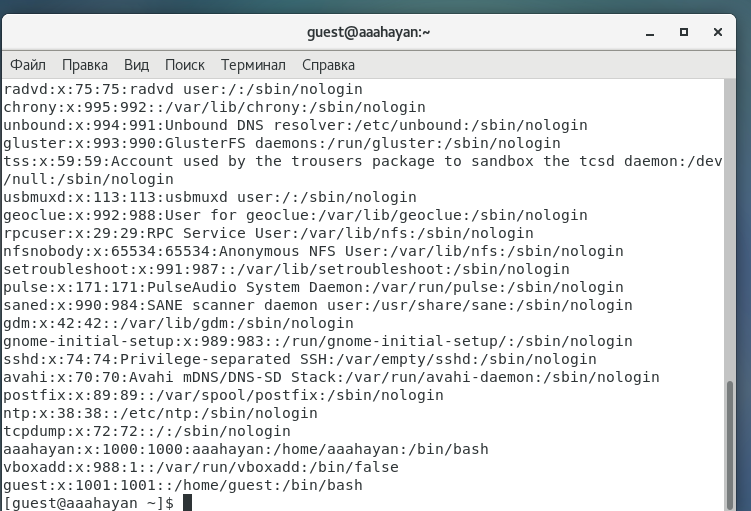 guest@aaahayan:~
Файл Правка Вид Поиск Терминал Справка
radvd:x:75:75:radvd user:/:/sbin/nologin
chrony:x:995:992::/var/lib/chrony:/sbin/nologin
unbound:x:994:991:Unbound DNS resolver:/etc/unbound:/sbin/nologin
gluster:x:993:990:GlusterFS daemons:/run/gluster:/sbin/nologin
tss:x:59:59:Account used by the trousers package to sandbox the tcsd daemon:/dev
/null:/sbin/nologin
usbmuxd:x:113:113:usbmuxd user:/:/sbin/nologin
geoclue:x:992:988:User for geoclue:/var/lib/geoclue:/sbin/nologin
rpcuser:x:29:29:RPC Service User:/var/lib/nfs:/sbin/nologin
nfsnobody:x:65534:65534:Anonymous NFS User:/var/lib/nfs:/sbin/nologin
setroubleshoot:x:991:987::/var/lib/setroubleshoot:/sbin/nologin
pulse:x:171:171:PulseAudio System Daemon:/var/run/pulse:/sbin/nologin
saned:x:990:984:SANE scanner daemon user:/usr/share/sane:/sbin/nologin
gdm:x:42:42::/var/lib/gdm:/sbin/nologin
gnome-initial-setup:x:989:983::/run/gnome-initial-setup/:/sbin/nologin
sshd:x:74:74:Privilege-separated SSH:/var/empty/sshd:/sbin/nologin
avahi:x:70:70:Avahi mDNS/DNS-SD Stack:/var/run/avahi-daemon:/sbin/nologin
postfix:x:89:89::/var/spool/postfix:/sbin/nologin
ntp:x:38:38::/etc/ntp:/sbin/nologin
tcpdump:x:72:72::/:/sbin/nologin
aaahayan:x:1000:1000:aaahayan:/home/aaahayan:/bin/bash
vboxadd:x:988:1::/var/run/vboxadd:/bin/false
guest:x:1001:1001::/home/guest:/bin/bash
[guest@aaahayan ~]$